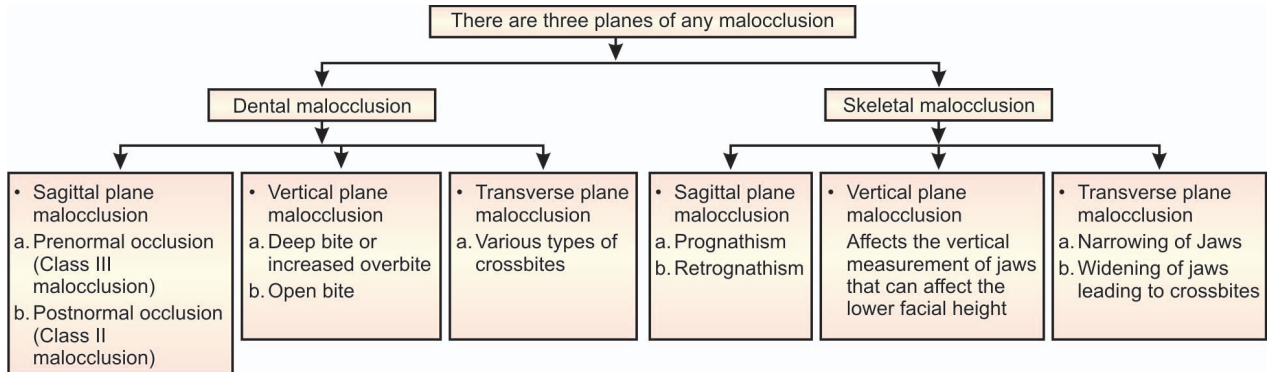 There are three planes of any malocclusion
Dental malocclusion
Skeletal malocclusion
• Sagittal plane
malocclusion
a. Prenormal occlusion
(Class III
malocclusion)
b. Postnormal occlusion
(Class II
malocclusion)
• Vertical plane
malocclusion
a. Deep bite or
increased overbite
b. Open bite
• Transverse plane
malocclusion
a. Various types of
crossbites
• Sagittal plane
malocclusion
a. Prognathism
b. Retrognathism
• Vertical plane
malocclusion
Affects the vertical
measurement of jaws
that can affect the
lower facial height
• Transverse plane
malocclusion
a. Narrowing of Jaws
b. Widening of jaws
leading to crossbites